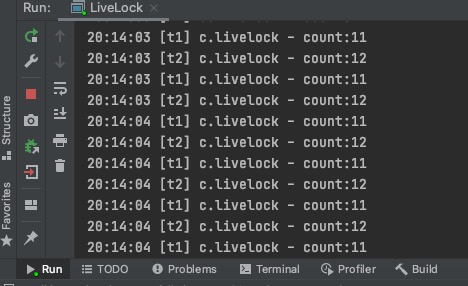 Run: LiveLock
20:14:03 [t1] c.livelock - count:11
20:14:03 [t2] c.livelock - count:12
20:14:03 [t1] c.livelock - count:11
20:14:03 [t2] c.livelock - count:12
20:14:04 [t1] c.livelock - count:11
20:14:04 [t2] c.livelock - count:12
20:14:04 [t1] c.livelock - count:11
20:14:04 [t2] c.livelock - count:12
20:14:04 [t1] c.livelock - count:11
20:14:04 [t2] c.livelock - count:12
20:14:04 [t1] c.livelock - count:11
Structure
Favorites
Run TODO Problems Terminal Profiler Build